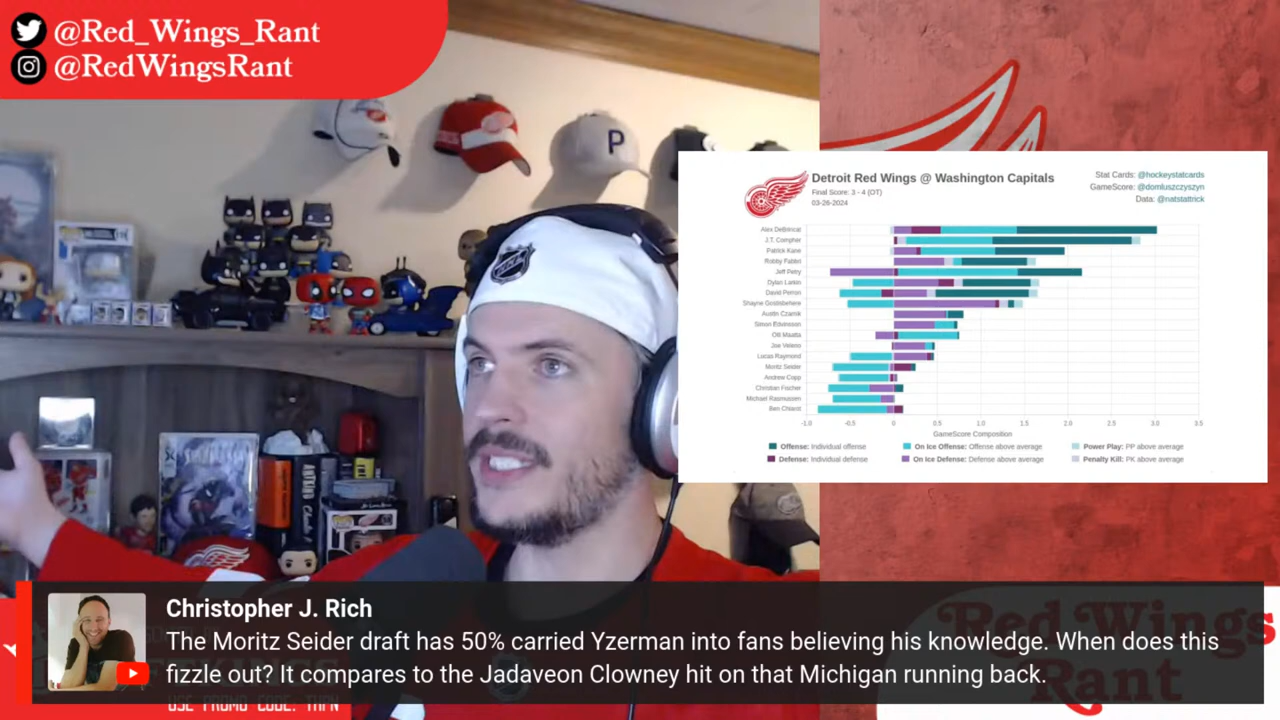 @Red_Wings_Rant
@RedWingsRant
P
NHL
Detroit Red Wings @ Washington Capitals
Final Score: 3 - 4 (OT)
03-26-2024
Stat Cards: @hockeystatcards
GameScore: @domluszczyszyn
Data: @natstattrick
Alex DeBrincat
J.T. Compher
Patrick Kane
Robby Fabbri
Jeff Petry
Dylan Larkin
David Perron
Shayne Gostisbehere
Austin Czarnik
Simon Edvinsson
Olli Maatta
Joe Veleno
Lucas Raymond
Moritz Seider
Andrew Copp
Christian Fischer
Michael Rasmussen
Ben Chiarot
-1.0 -0.5 0 0.5 1.0 1.5 2.0 2.5 3.0 3.5
GameScore Composition
Offense: Individual offense On Ice Offense: Offense above average Power Play: PP above average
Defense: Individual defense On Ice Defense: Defense above average Penalty Kill: PK above average
Christopher J. Rich
The Moritz Seider draft has 50% carried Yzerman into fans believing his knowledge. When does this
fizzle out? It compares to the Jadaveon Clowney hit on that Michigan running back.
Red Wings
Rant
USE PROMO CODE: THPN